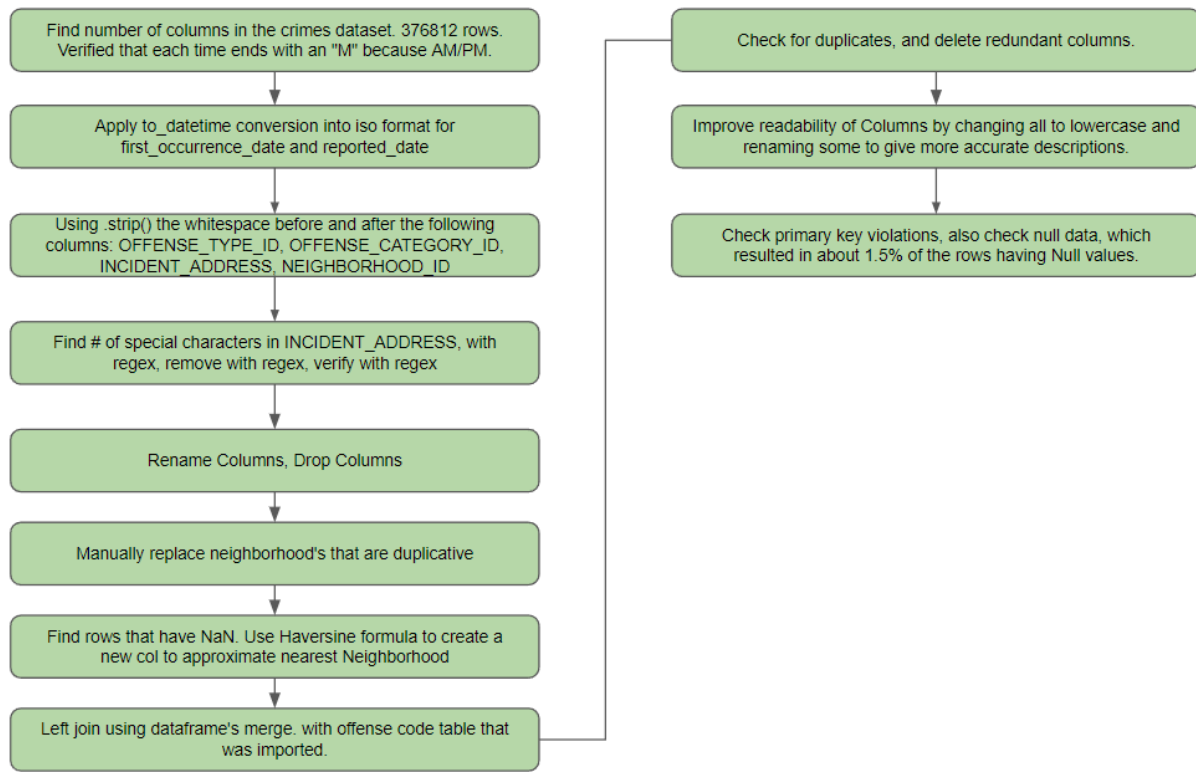 Find number of columns in the crimes dataset. 376812 rows.
Verified that each time ends with an "M" because AM/PM.
Apply to_datetime conversion into iso format for
first_occurrence_date and reported_date
Using .strip() the whitespace before and after the following
columns: OFFENSE_TYPE_ID, OFFENSE_CATEGORY_ID,
INCIDENT_ADDRESS, NEIGHBORHOOD_ID
Find # of special characters in INCIDENT_ADDRESS, with
regex, remove with regex, verify with regex
Rename Columns, Drop Columns
Manually replace neighborhood's that are duplicative
Find rows that have NaN. Use Haversine formula to create a
new col to approximate nearest Neighborhood
Left join using dataframe's merge. with offense code table that
was imported.
Check for duplicates, and delete redundant columns.
Improve readability of Columns by changing all to lowercase and
renaming some to give more accurate descriptions.
Check primary key violations, also check null data, which
resulted in about 1.5% of the rows having Null values.